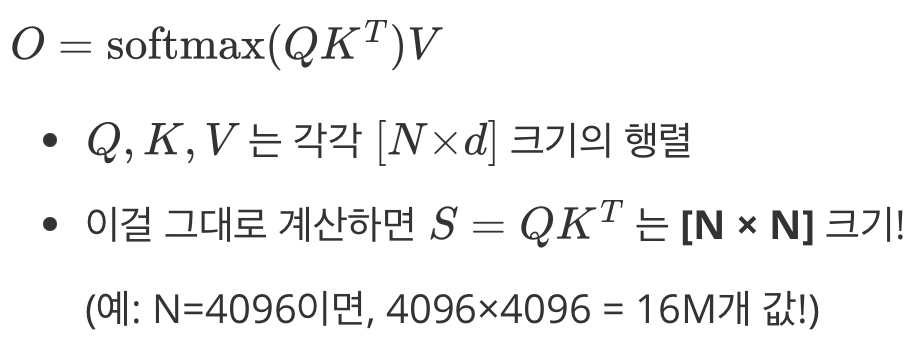 O = softmax(QK^T)V
• Q, K, V 는 각각 [N×d] 크기의 행렬
• 이걸 그대로 계산하면 S = QK^T 는 [N × N] 크기!
(예: N=4096이면, 4096×4096 = 16M개 값!)